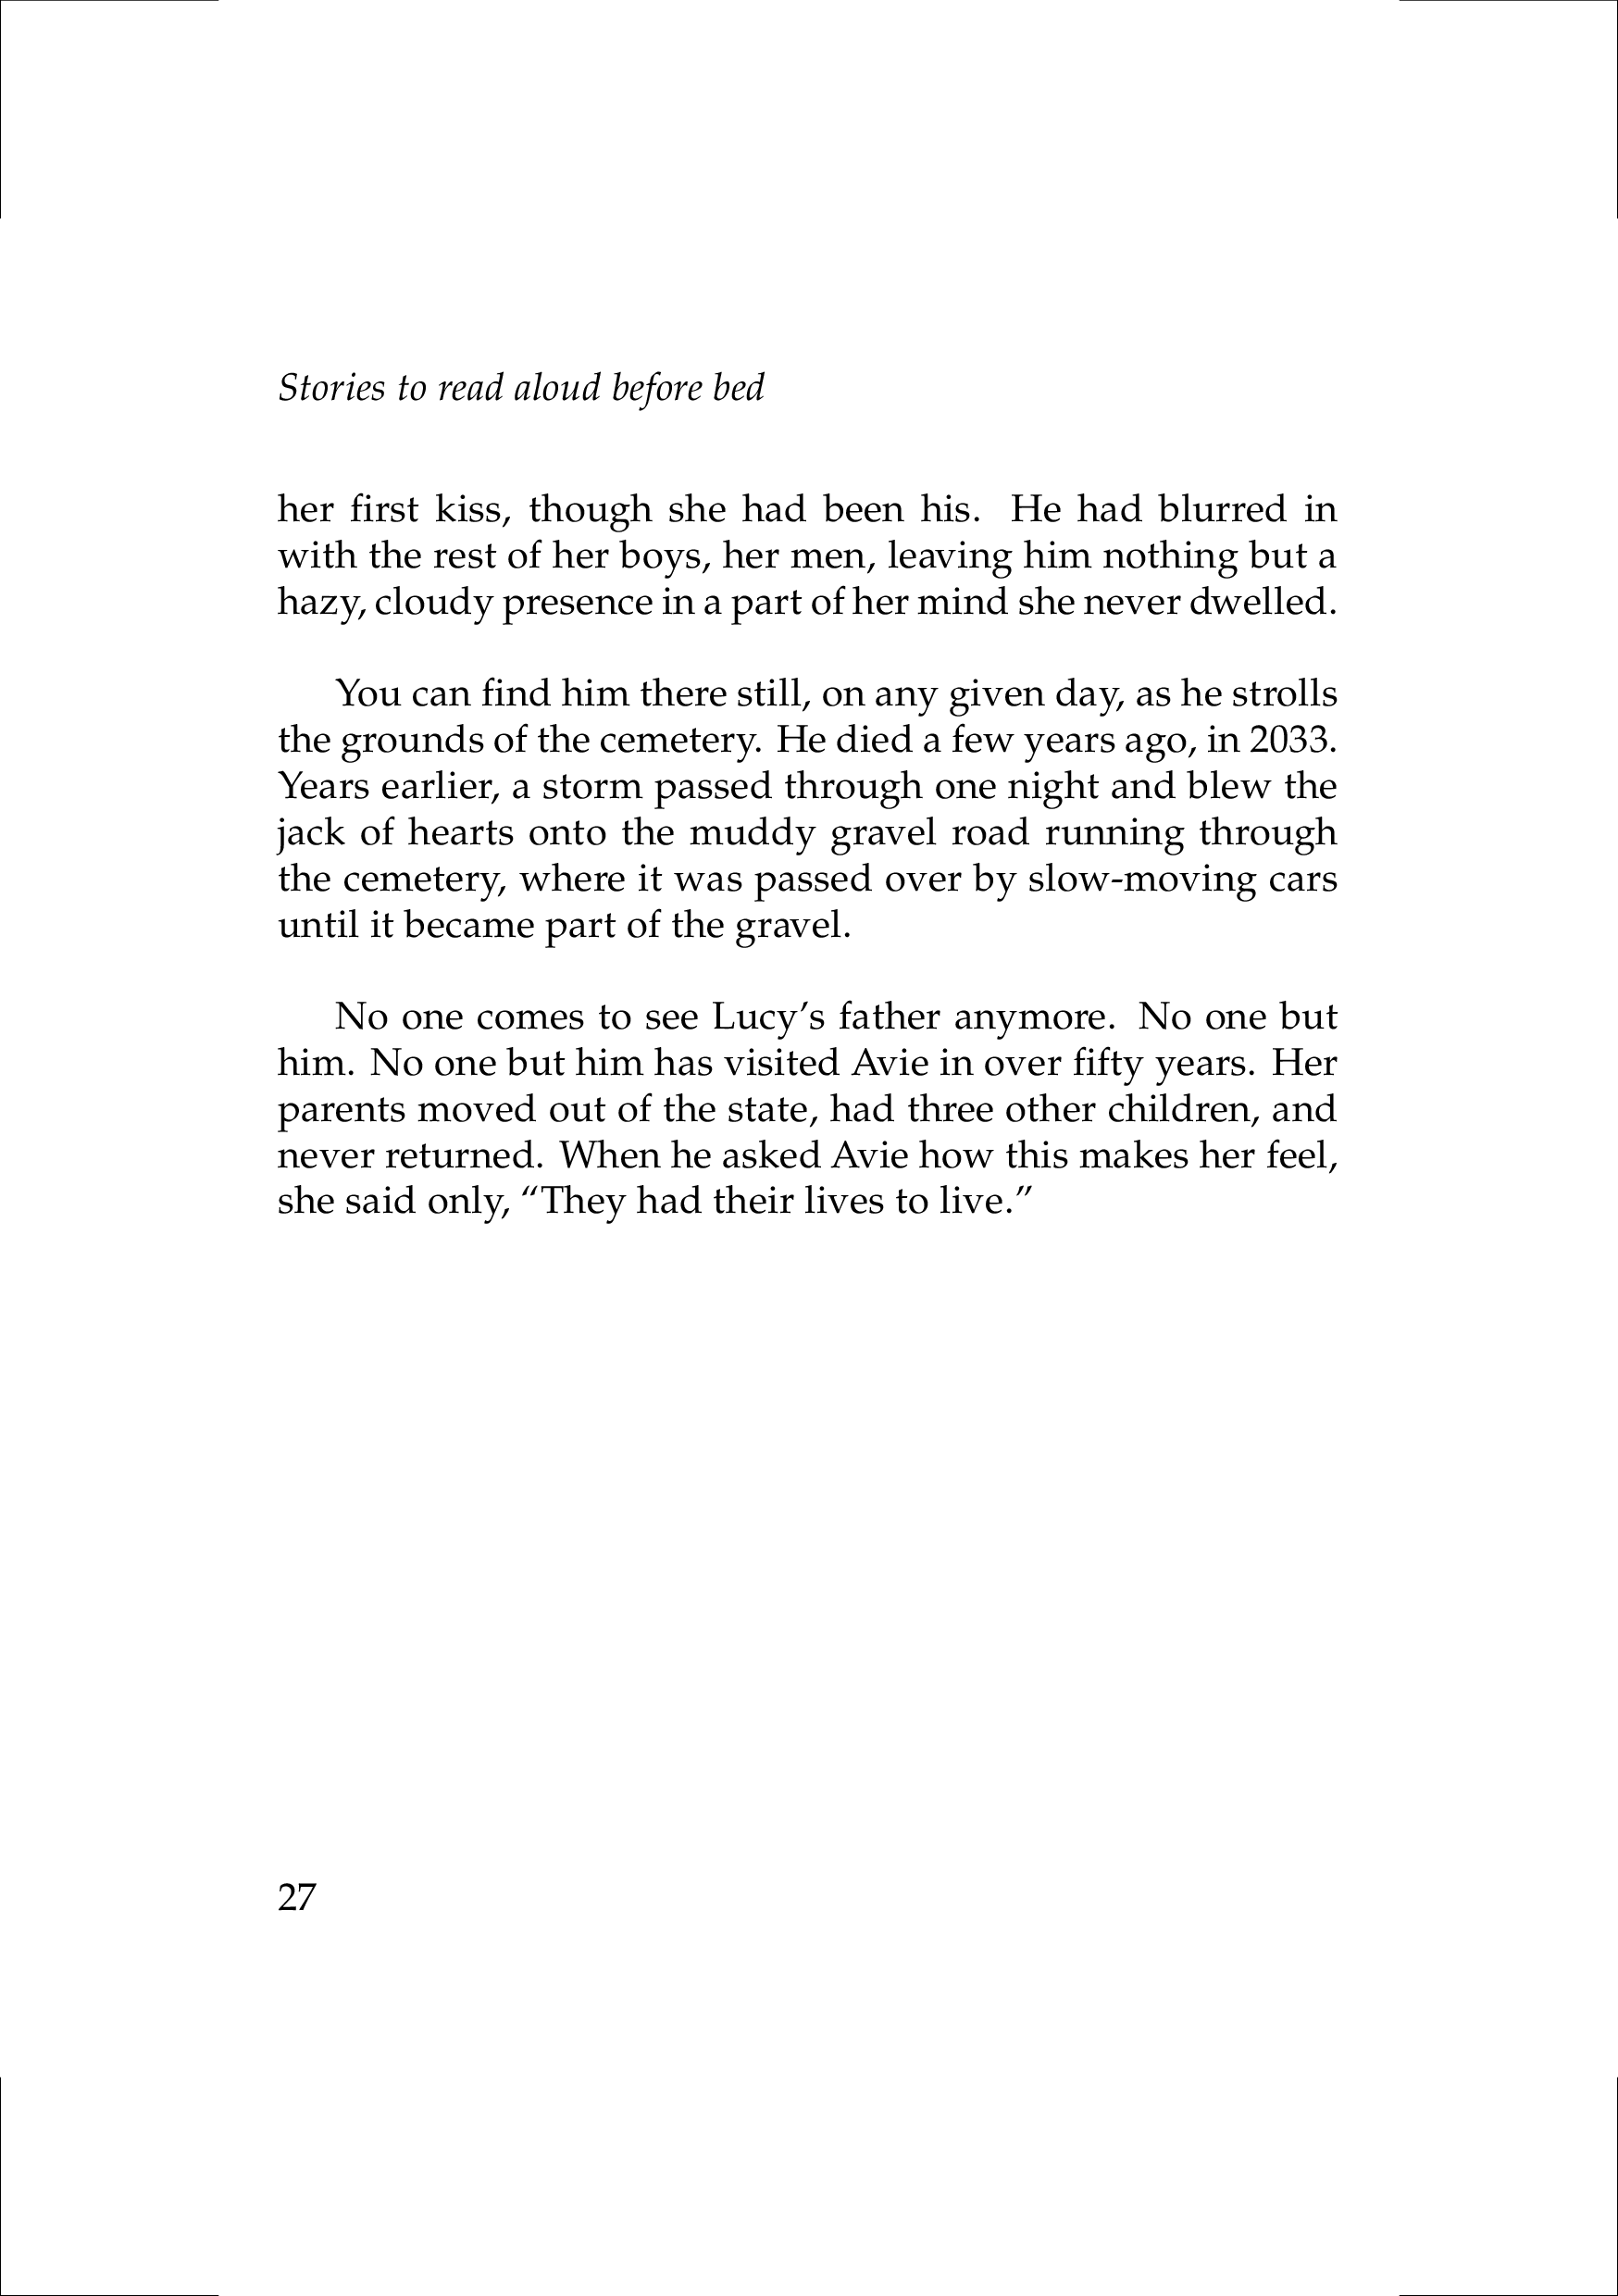 Stories to read aloud before bed
her first kiss, though she had been his. He had blurred in
with the rest of her boys, her men, leaving him nothing but a
hazy, cloudy presence in a part of her mind she never dwelled.
You can find him there still, on any given day, as he strolls
the grounds of the cemetery. He died a few years ago, in 2033.
Years earlier, a storm passed through one night and blew the
jack of hearts onto the muddy gravel road running through
the cemetery, where it was passed over by slow-moving cars
until it became part of the gravel.
No one comes to see Lucy’s father anymore. No one but
him. No one but him has visited Avie in over fifty years. Her
parents moved out of the state, had three other children, and
never returned. When he asked Avie how this makes her feel,
she said only, “They had their lives to live.”
27